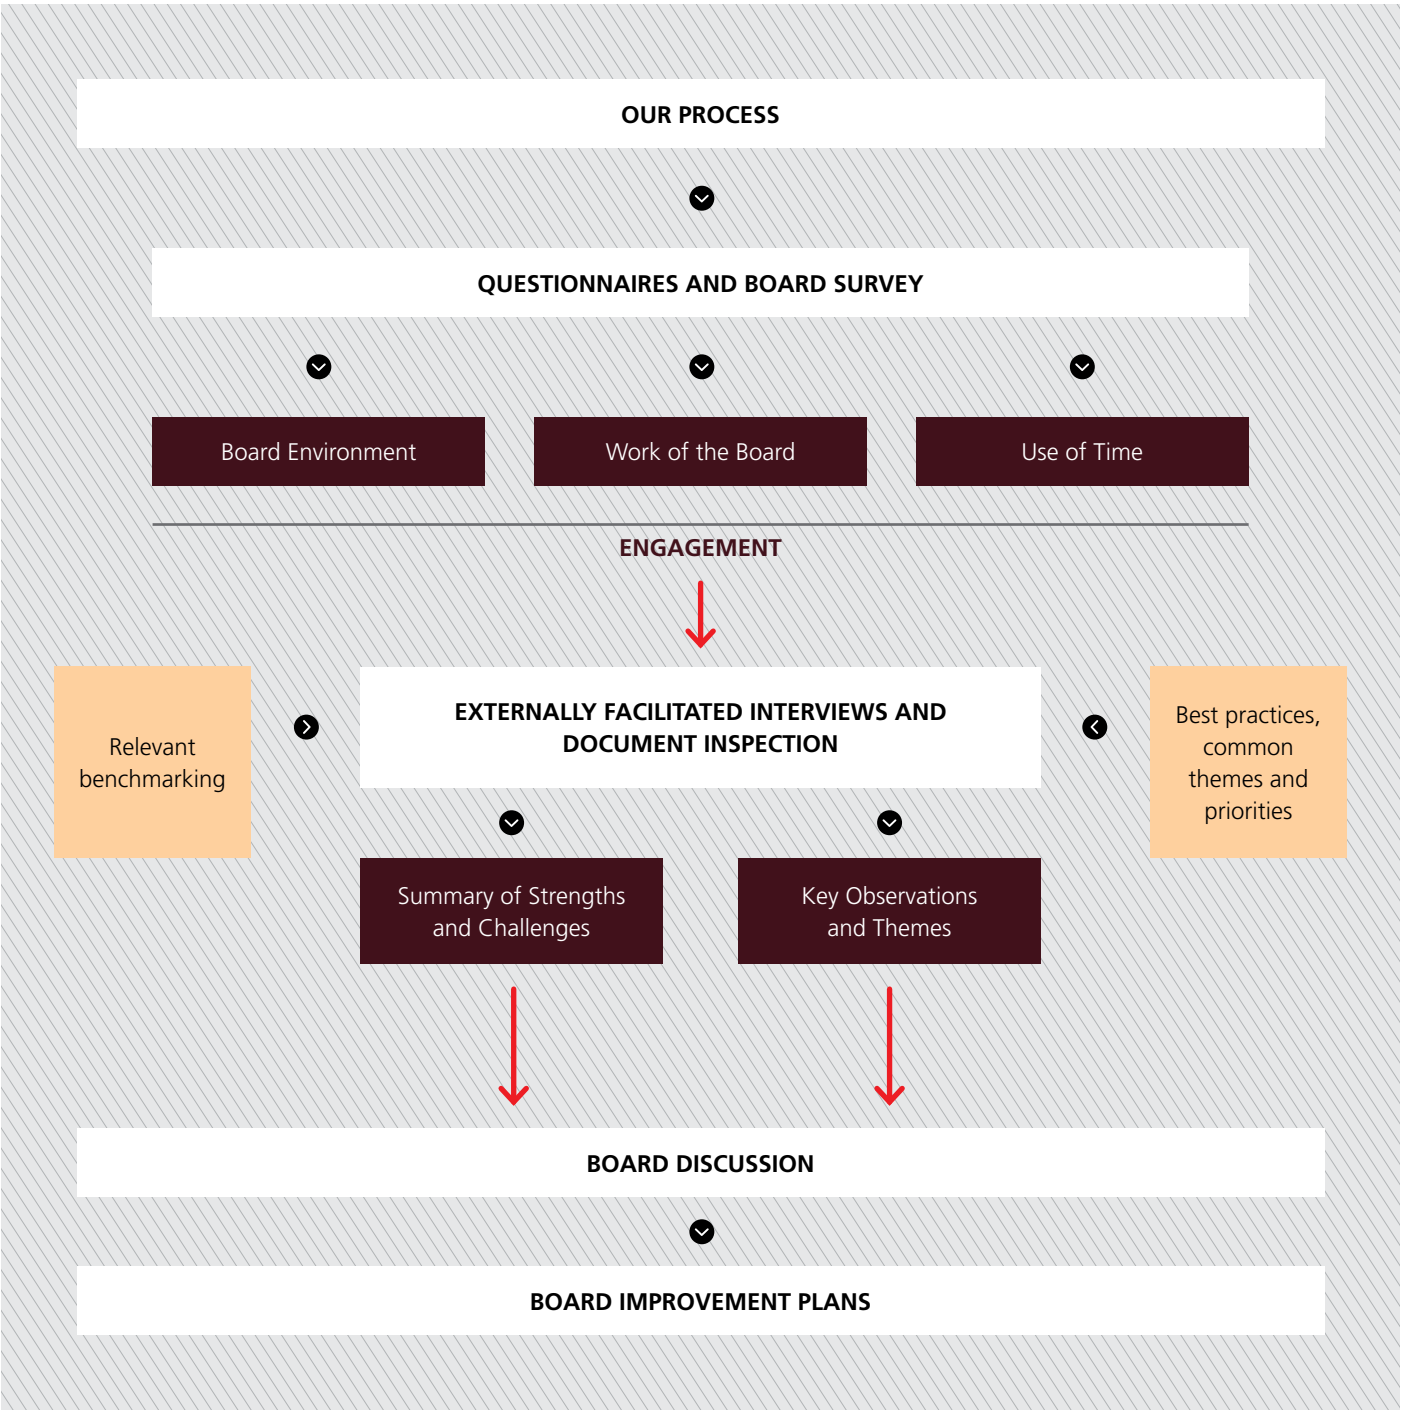 OUR PROCESS
QUESTIONNAIRES AND BOARD SURVEY
Board Environment
Work of the Board
Use of Time
ENGAGEMENT
Relevant
benchmarking
EXTERNALLY FACILITATED INTERVIEWS AND
DOCUMENT INSPECTION
Best practices,
common
themes and
priorities
Summary of Strengths
and Challenges
Key Observations
and Themes
BOARD DISCUSSION
BOARD IMPROVEMENT PLANS